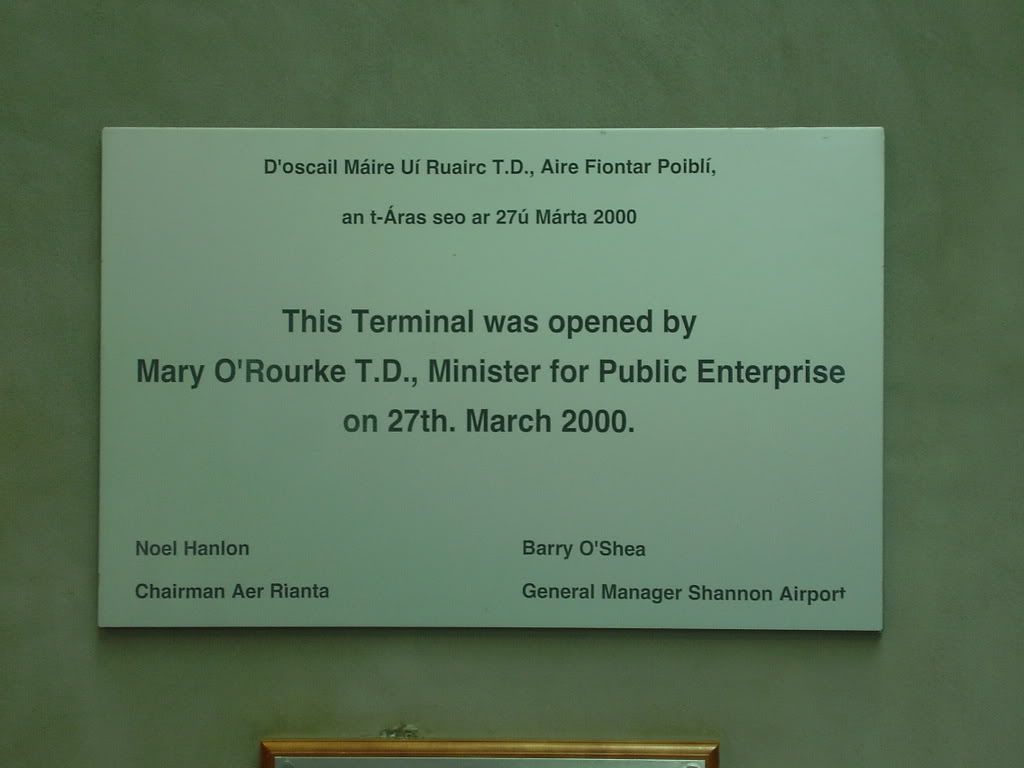 D'oscail Máire Uí Ruairc T.D., Aire Fiontar Poiblí,
an t-Áras seo ar 27ú Márta 2000
This Terminal was opened by
Mary O'Rourke T.D., Minister for Public Enterprise
on 27th. March 2000.
Noel Hanlon
Chairman Aer Rianta
Barry O'Shea
General Manager Shannon Airport